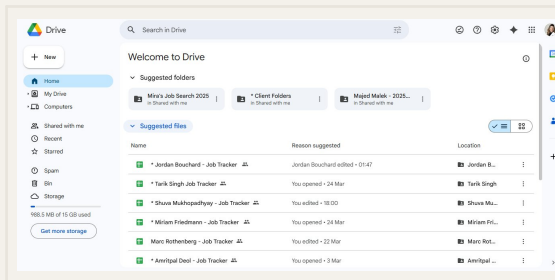 Drive
Search in Drive
New
Welcome to Drive
Home
My Drive
Computers
Shared with me
Recent
Starred
Spam
Bin
Storage
988.5 MB of 15 GB used
Get more storage
Suggested folders
Mira's Job Search 2025
in Shared with me
* Client Folders
in Shared with me
Majed Malek - 2025...
in Shared with me
Suggested files
Name Reason suggested Location
* Jordan Bouchard - Job Tracker Jordan Bouchard edited • 01:47 Jordan B...
* Tarik Singh Job Tracker You opened • 24 Mar Tarik Singh
* Shuva Mukhopadhyay - Job Tracker You edited • 18:00 Shuva Mu...
* Miriam Friedmann - Job Tracker You opened • 24 Mar Miriam Fri...
Marc Rothenberg - Job Tracker You edited • 22 Mar Marc Rot...
* Amritpal Deol - Job Tracker You opened • 3 Mar Amritpal ...